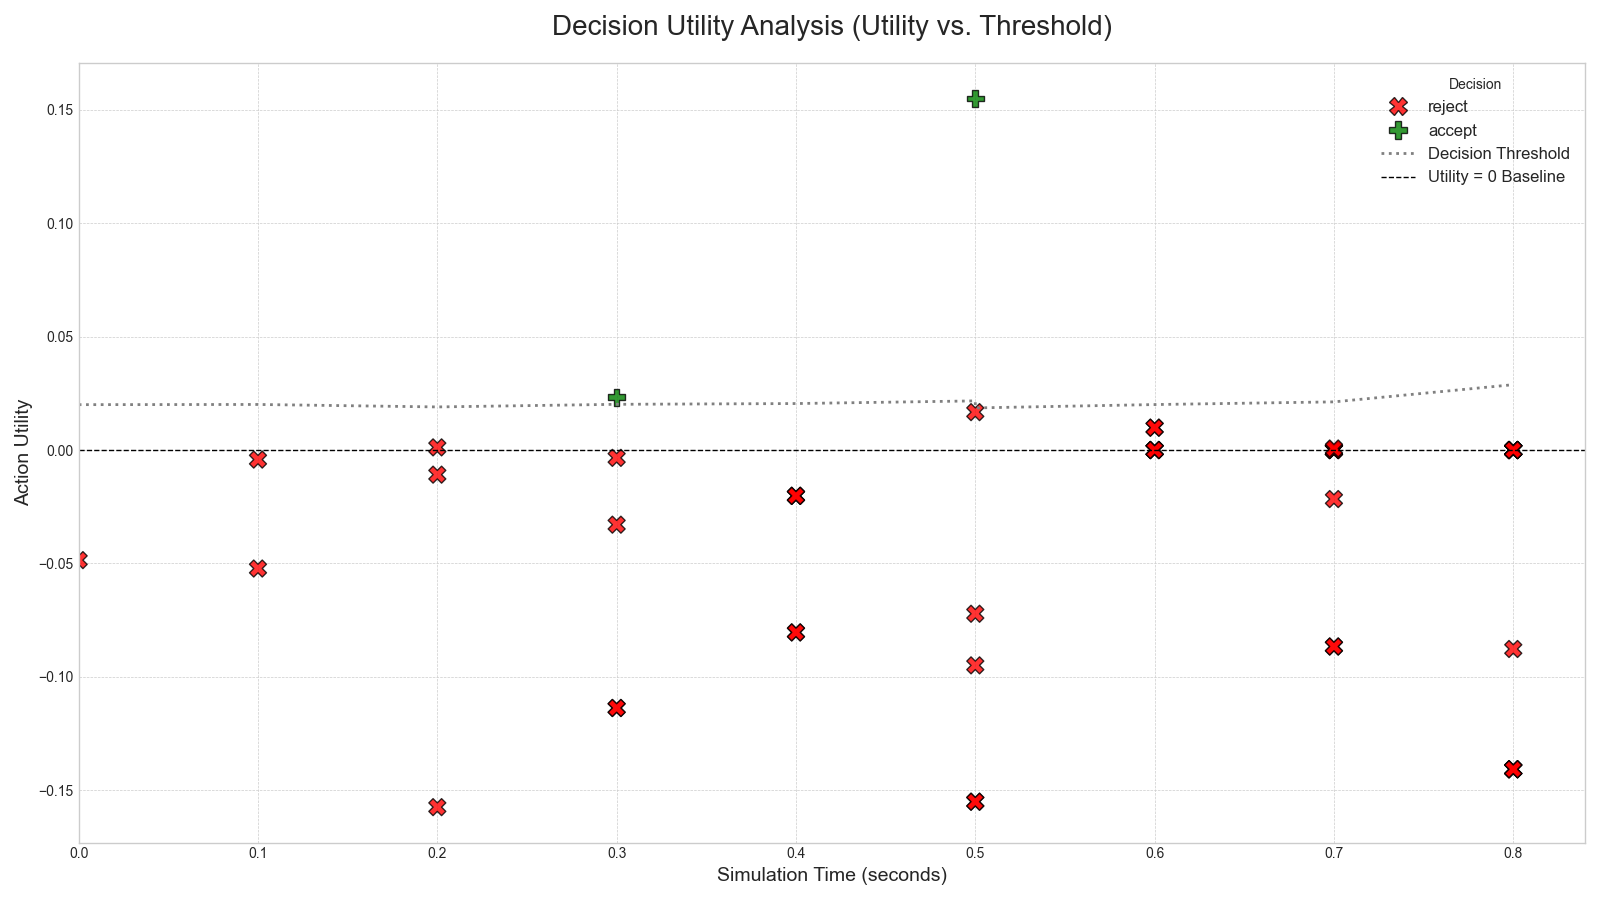 Decision Utility Analysis (Utility vs. Threshold)
Decision
reject
accept
Decision Threshold
Utility = 0 Baseline
Action Utility
0.15
0.10
0.05
0.00
−0.05
−0.10
−0.15
0.0 0.1 0.2 0.3 0.4 0.5 0.6 0.7 0.8
Simulation Time (seconds)